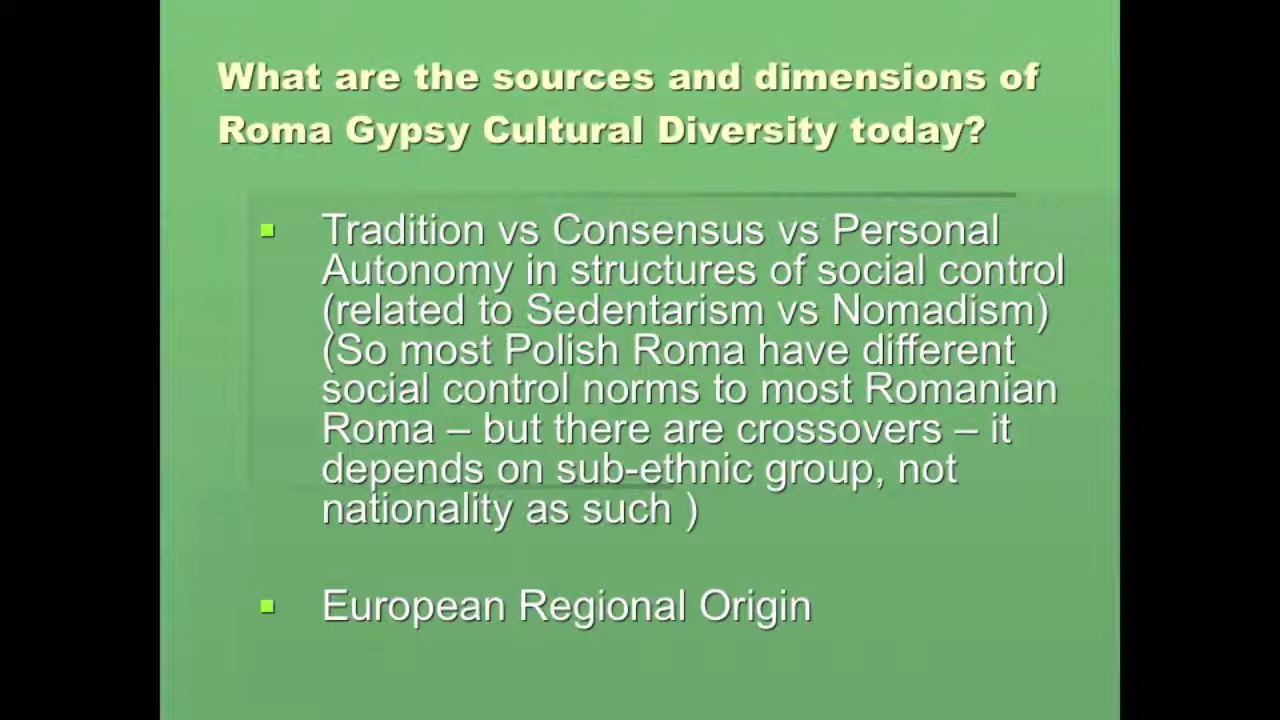 What are the sources and dimensions of
Roma Gypsy Cultural Diversity today?
Tradition vs Consensus vs Personal
Autonomy in structures of social control
(related to Sedentarism vs Nomadism)
(So most Polish Roma have different
social control norms to most Romanian
Roma – but there are crossovers – it
depends on sub-ethnic group, not
nationality as such )
European Regional Origin